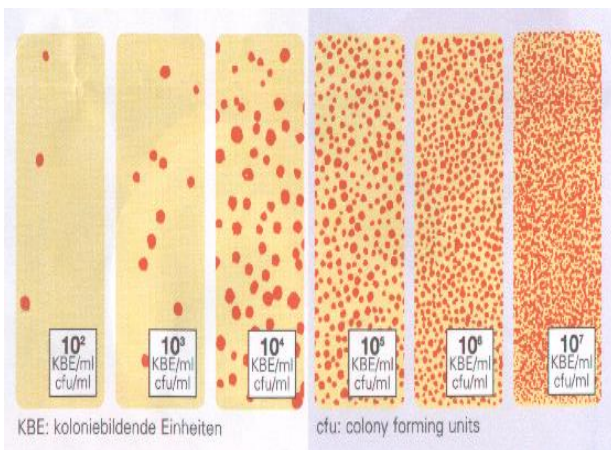 10²
KBE/ml
cfu/ml
10³
KBE/ml
cfu/ml
10⁴
KBE/ml
cfu/ml
10⁵
KBE/ml
cfu/ml
10⁶
KBE/ml
cfu/ml
10⁷
KBE/ml
cfu/ml
KBE: koloniebildende Einheiten
cfu: colony forming units